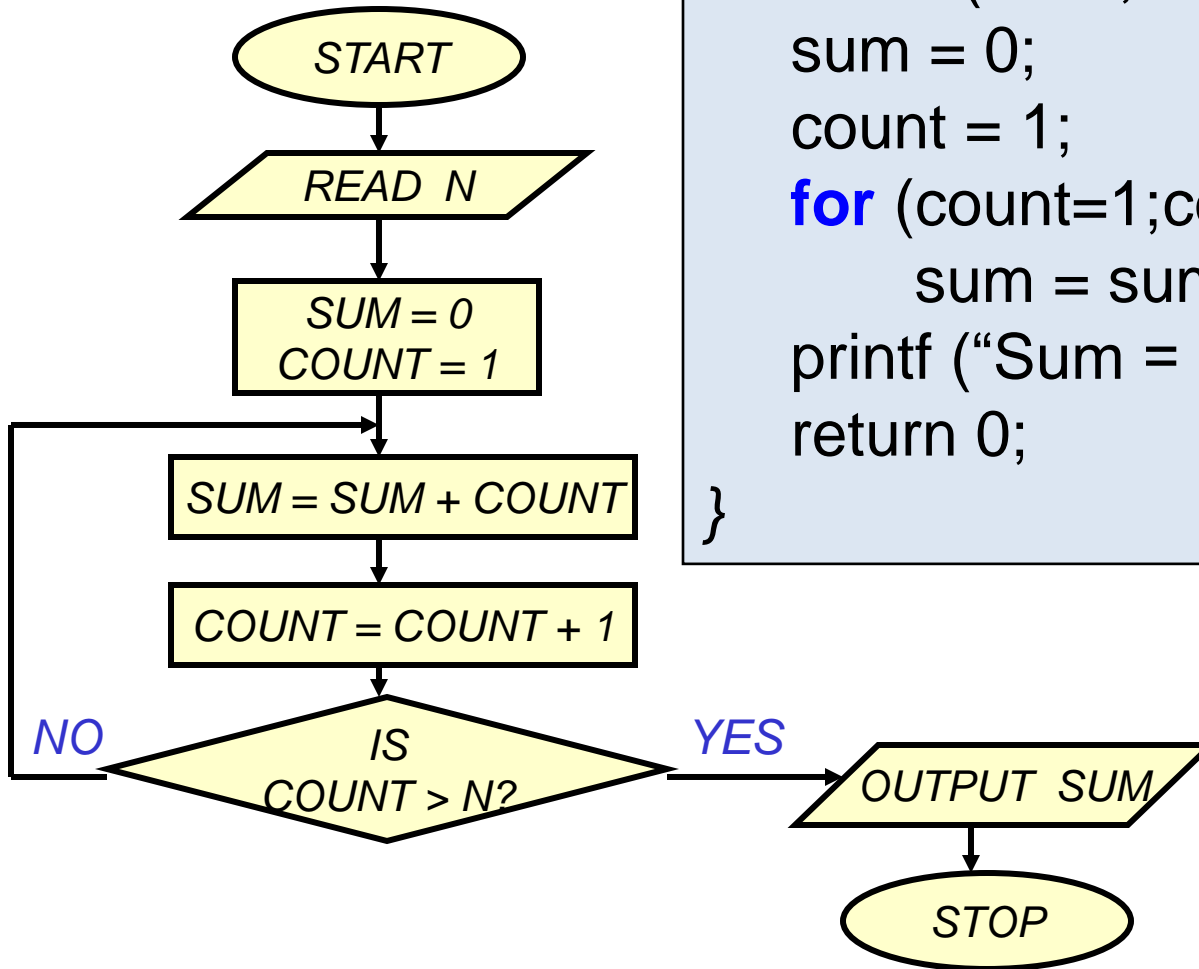 START
READ N
SUM = 0
COUNT = 1
SUM = SUM + COUNT
COUNT = COUNT + 1
IS
COUNT > N?
NO
YES
OUTPUT SUM
STOP
sum = 0;
count = 1;
for (count=1;
sum =
printf (“Sum =
return 0;
}